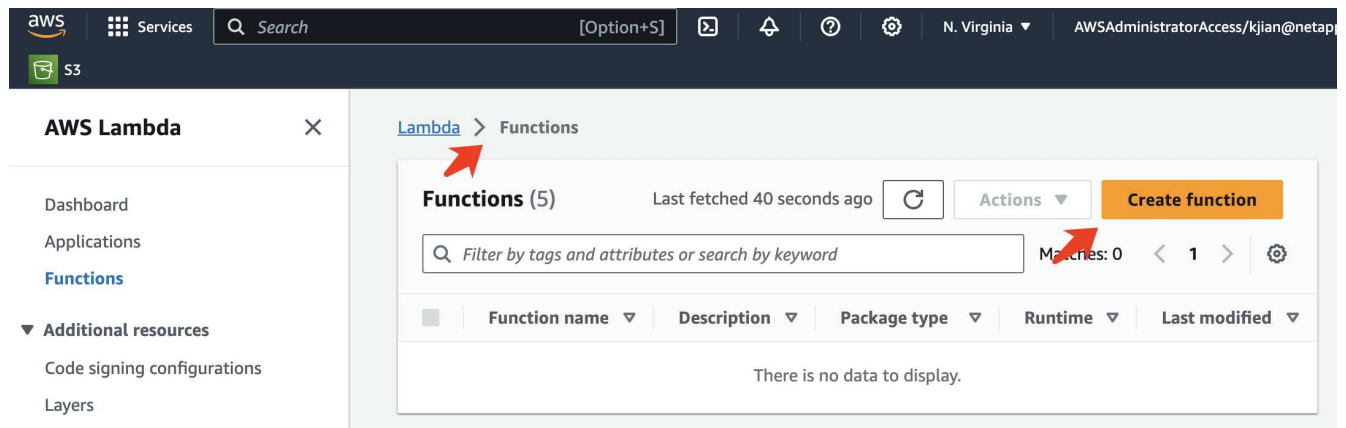 aws Services Search [Option+S] N. Virginia ▼ AWSAdministratorAccess/kjian@netapp
S3
AWS Lambda
Lambda > Functions
Functions (5) Last fetched 40 seconds ago Actions ▼ Create function
Filter by tags and attributes or search by keyword Matches: 0 < 1 >
Dashboard
Applications
Functions
▼ Additional resources
Code signing configurations
Layers
Function name Description Package type Runtime Last modified
There is no data to display.